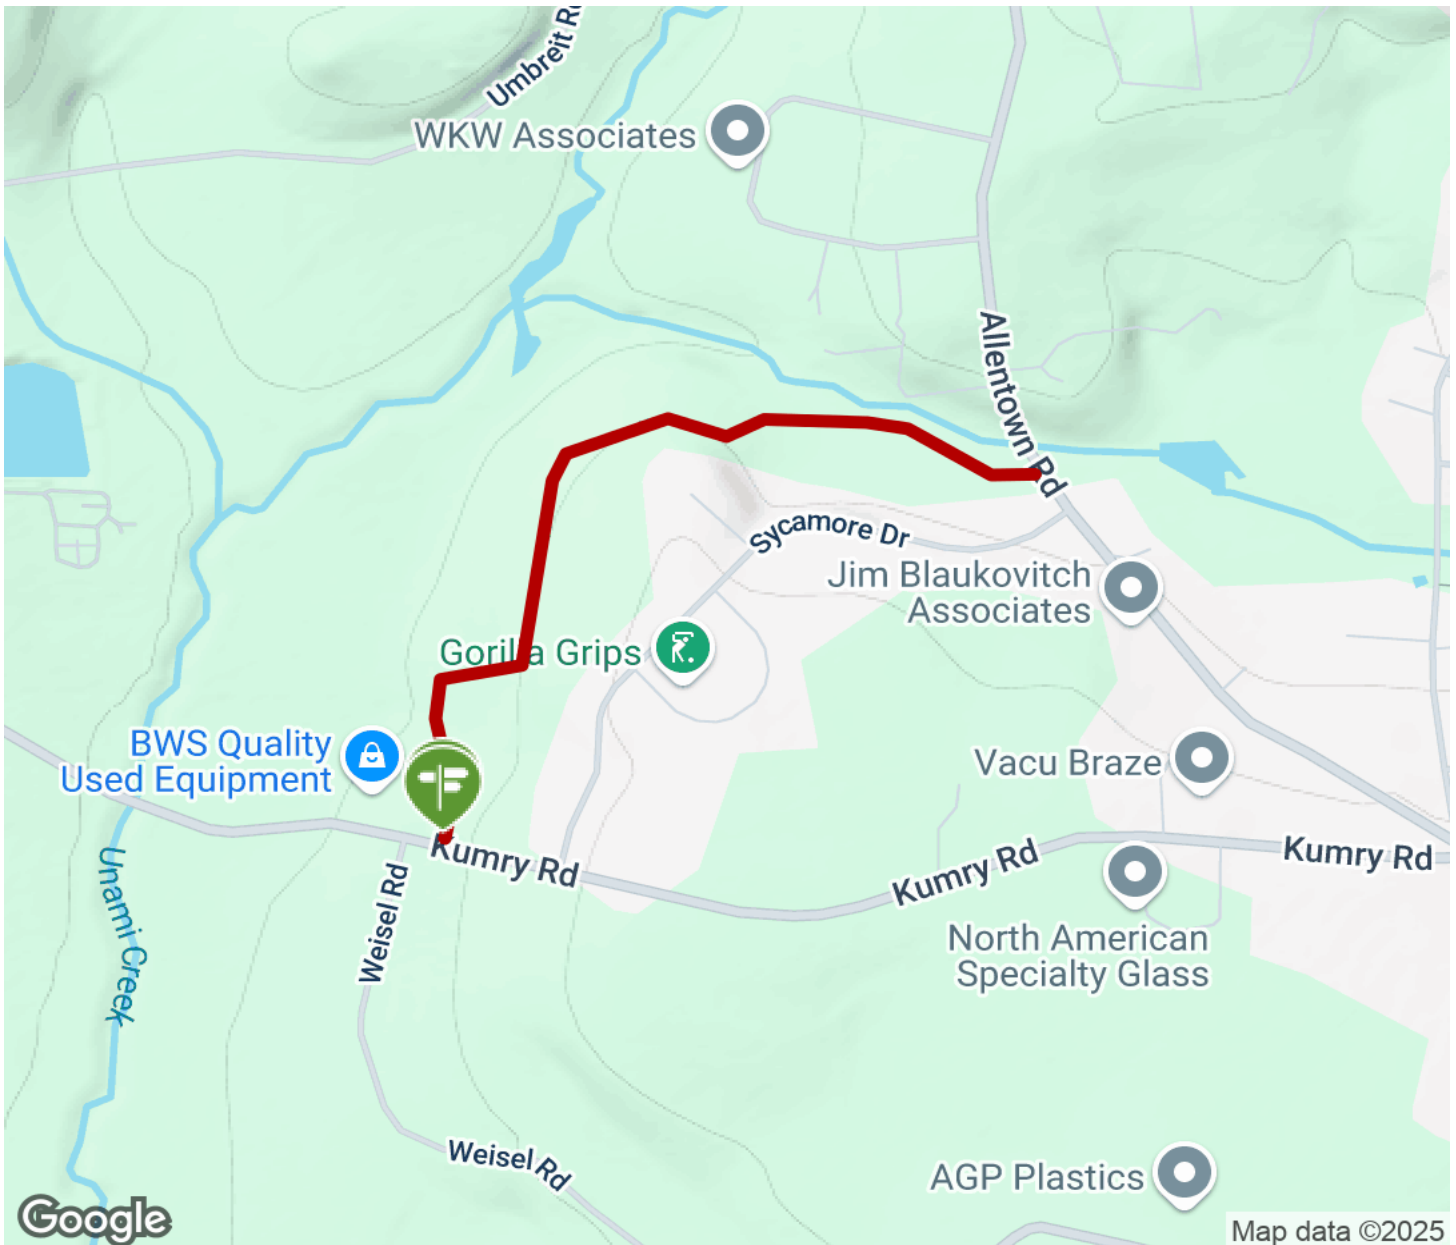 Umbreit Rd
WKW Associates
Allentown Rd
Sycamore Dr
Jim Blaukovitch
Associates
Gorilla Grips
BWS Quality
Used Equipment
Vacu Braze
Kumry Rd
Kumry Rd
Kumry Rd
Unami Creek
Weisel Rd
North American
Specialty Glass
Weisel Rd
AGP Plastics
Google
Map data ©2025